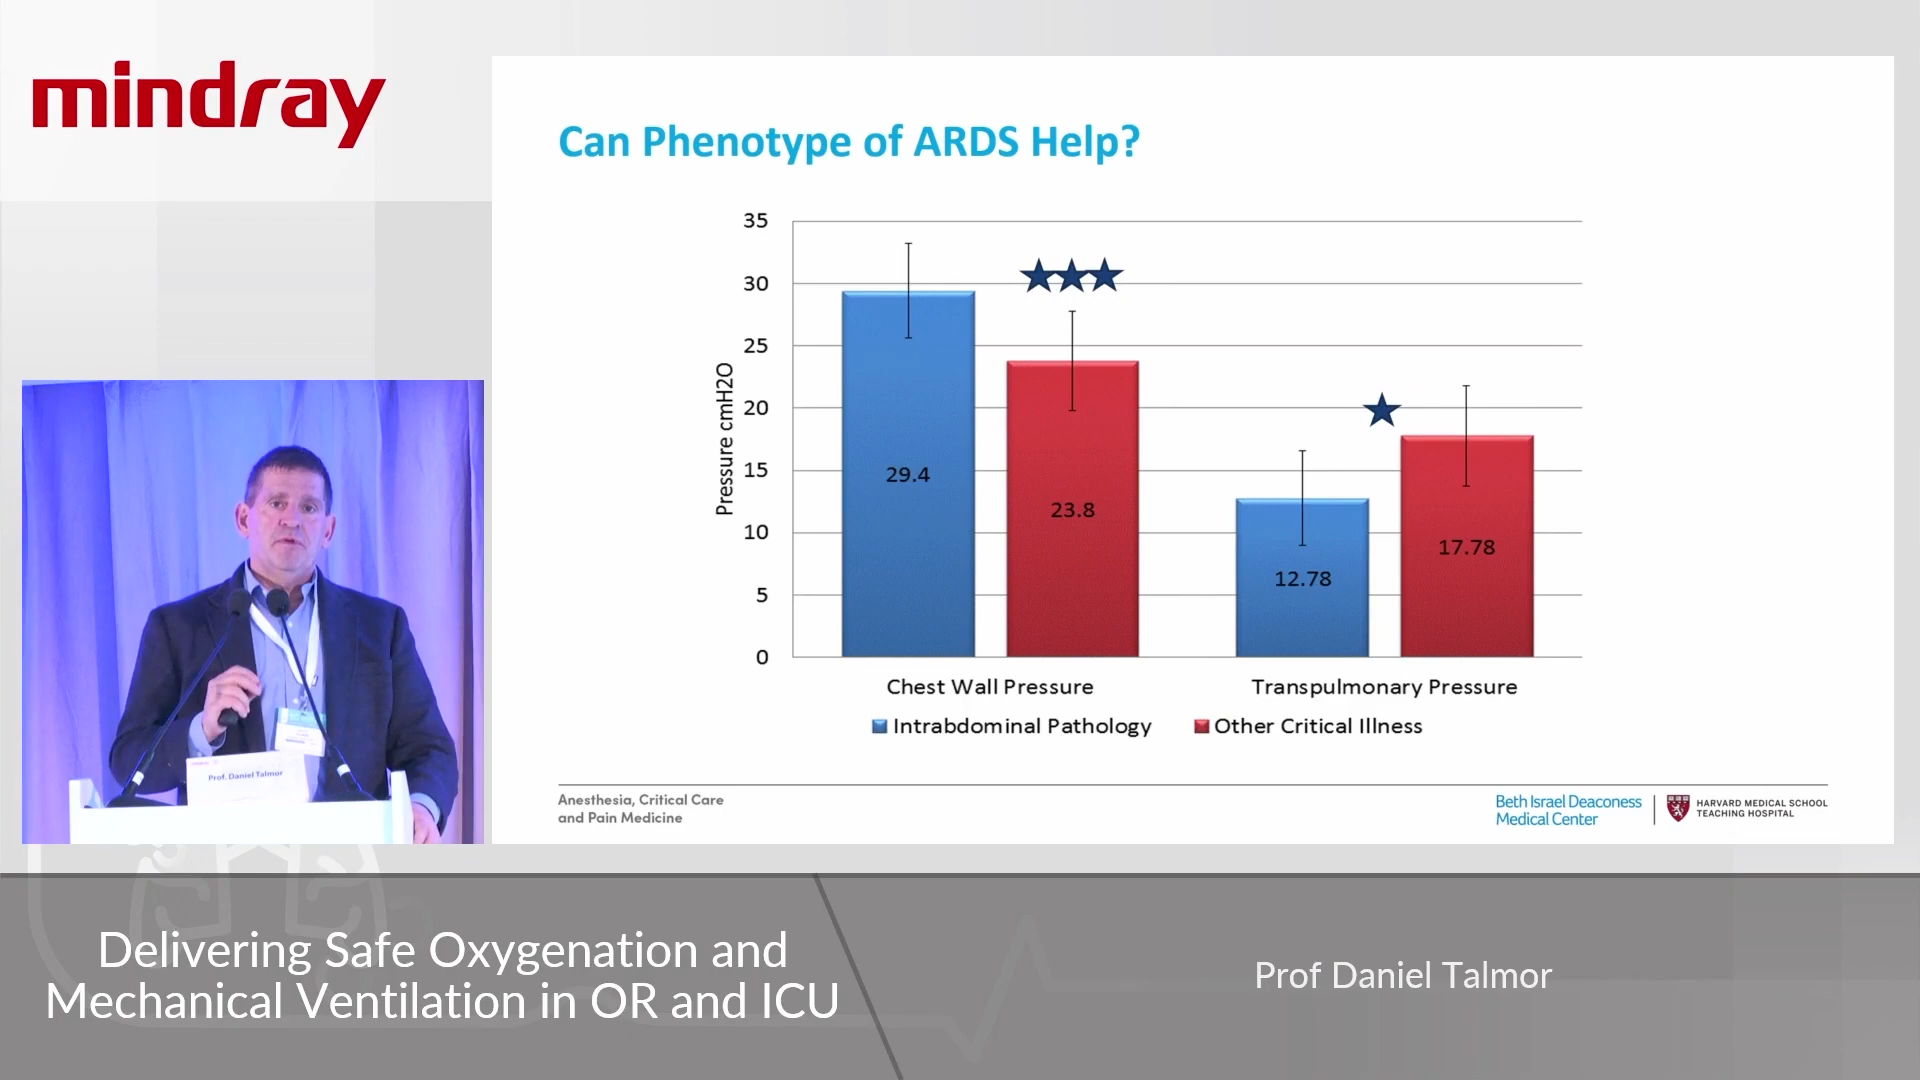 mindray
Can Phenotype of ARDS Help?
Pressure cmH2O
35
30
25
20
15
10
5
0
29.4
23.8
12.78
17.78
Chest Wall Pressure
Transpulmonary Pressure
Intrabdominal Pathology
Other Critical Illness
Anesthesia, Critical Care
and Pain Medicine
Beth Israel Deaconess
Medical Center
HARVARD MEDICAL SCHOOL
TEACHING HOSPITAL
Prof. Daniel Talmor
Delivering Safe Oxygenation and
Mechanical Ventilation in OR and ICU
Prof Daniel Talmor